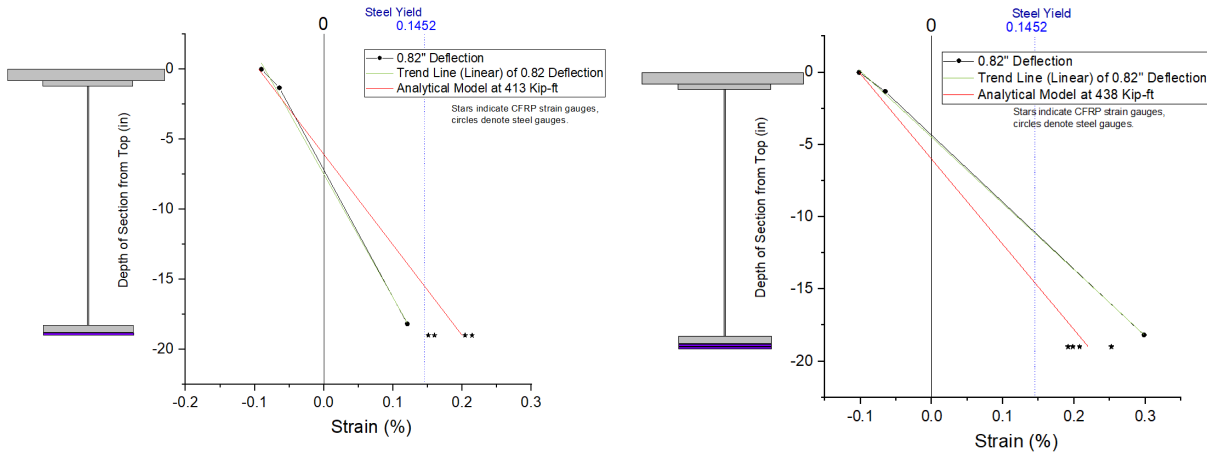 Steel Yield
0 0.1452
0.82" Deflection
Trend Line (Linear) of 0.82 Deflection
Analytical Model at 413 Kip-ft
Stars indicate CFRP strain gauges,
circles denote steel gauges.
Depth of Section from Top (in)
0
-5
-10
-15
-20
-0.2 -0.1 0.0 0.1 0.2 0.3
Strain (%)
Steel Yield
0 0.1452
0.82" Deflection
Trend Line (Linear) of 0.82" Deflection
Analytical Model at 438 Kip-ft
Stars indicate CFRP strain gauges,
circles denote steel gauges.
Depth of Section from Top (in)
0
-5
-10
-15
-20
-0.1 0.0 0.1 0.2 0.3
Strain (%)